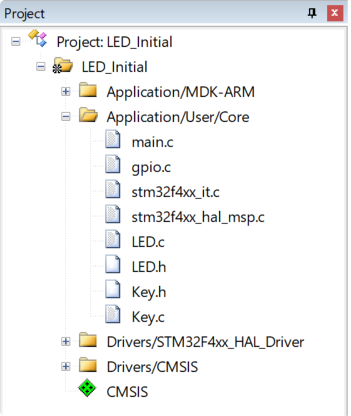 Project
Project: LED_Initial
LED_Initial
Application/MDK-ARM
Application/User/Core
main.c
gpio.c
stm32f4xx_it.c
stm32f4xx_hal_msp.c
LED.c
LED.h
Key.h
Key.c
Drivers/STM32F4xx_HAL_Driver
Drivers/CMSIS
CMSIS